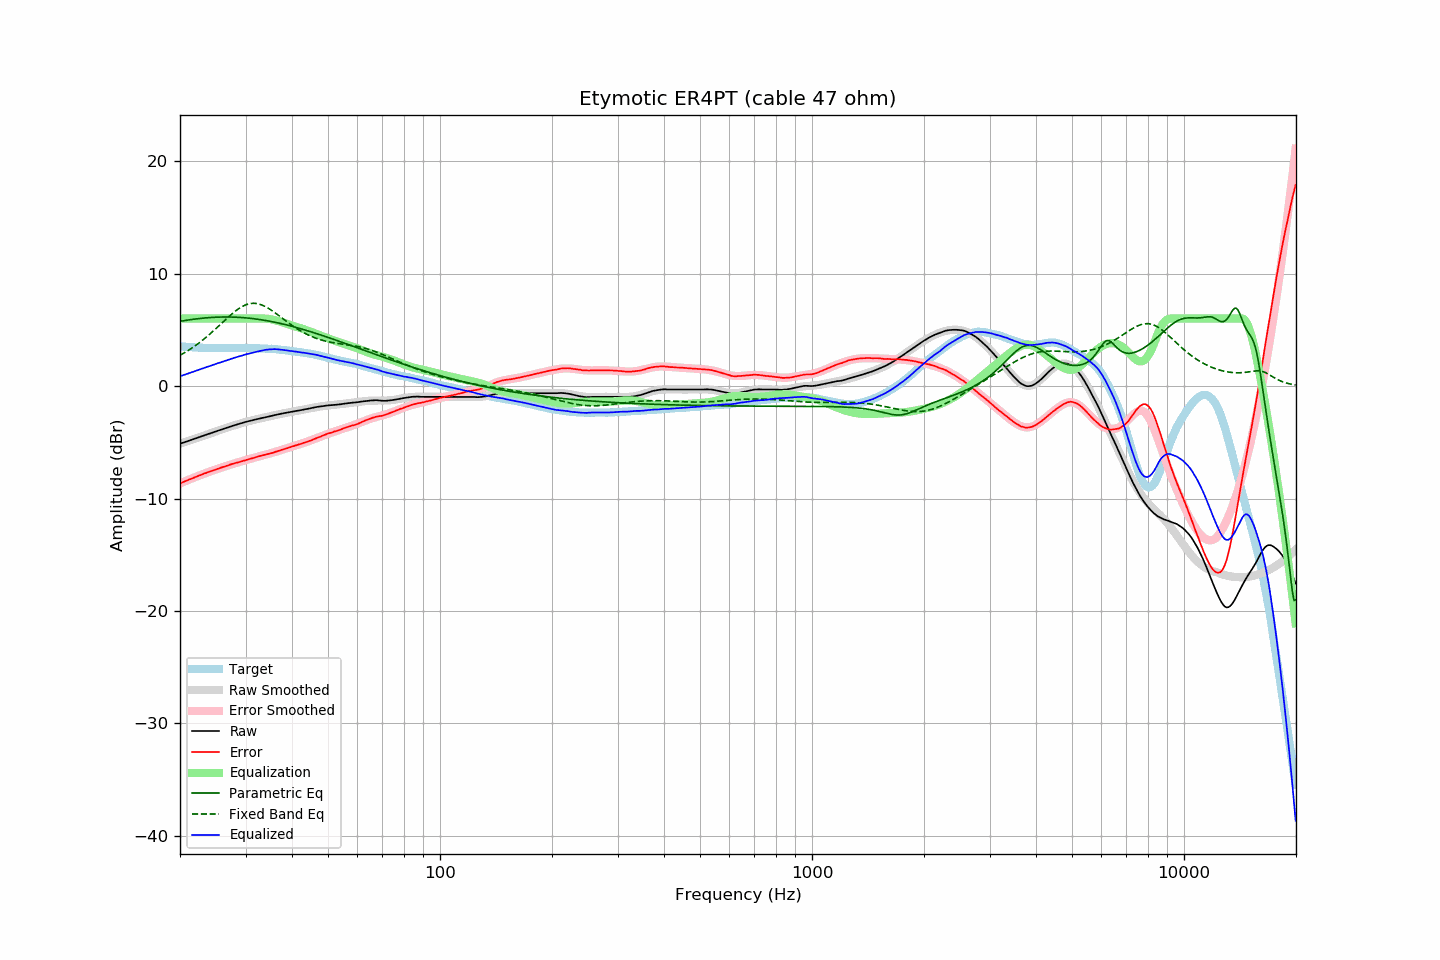 Etymotic ER4PT (cable 47 ohm)
20
10
0
−10
−20
−30
−40
Amplitude (dBr)
Target
Raw Smoothed
Error Smoothed
Raw
Error
Equalization
Parametric Eq
Fixed Band Eq
Equalized
100
1000
10000
Frequency (Hz)